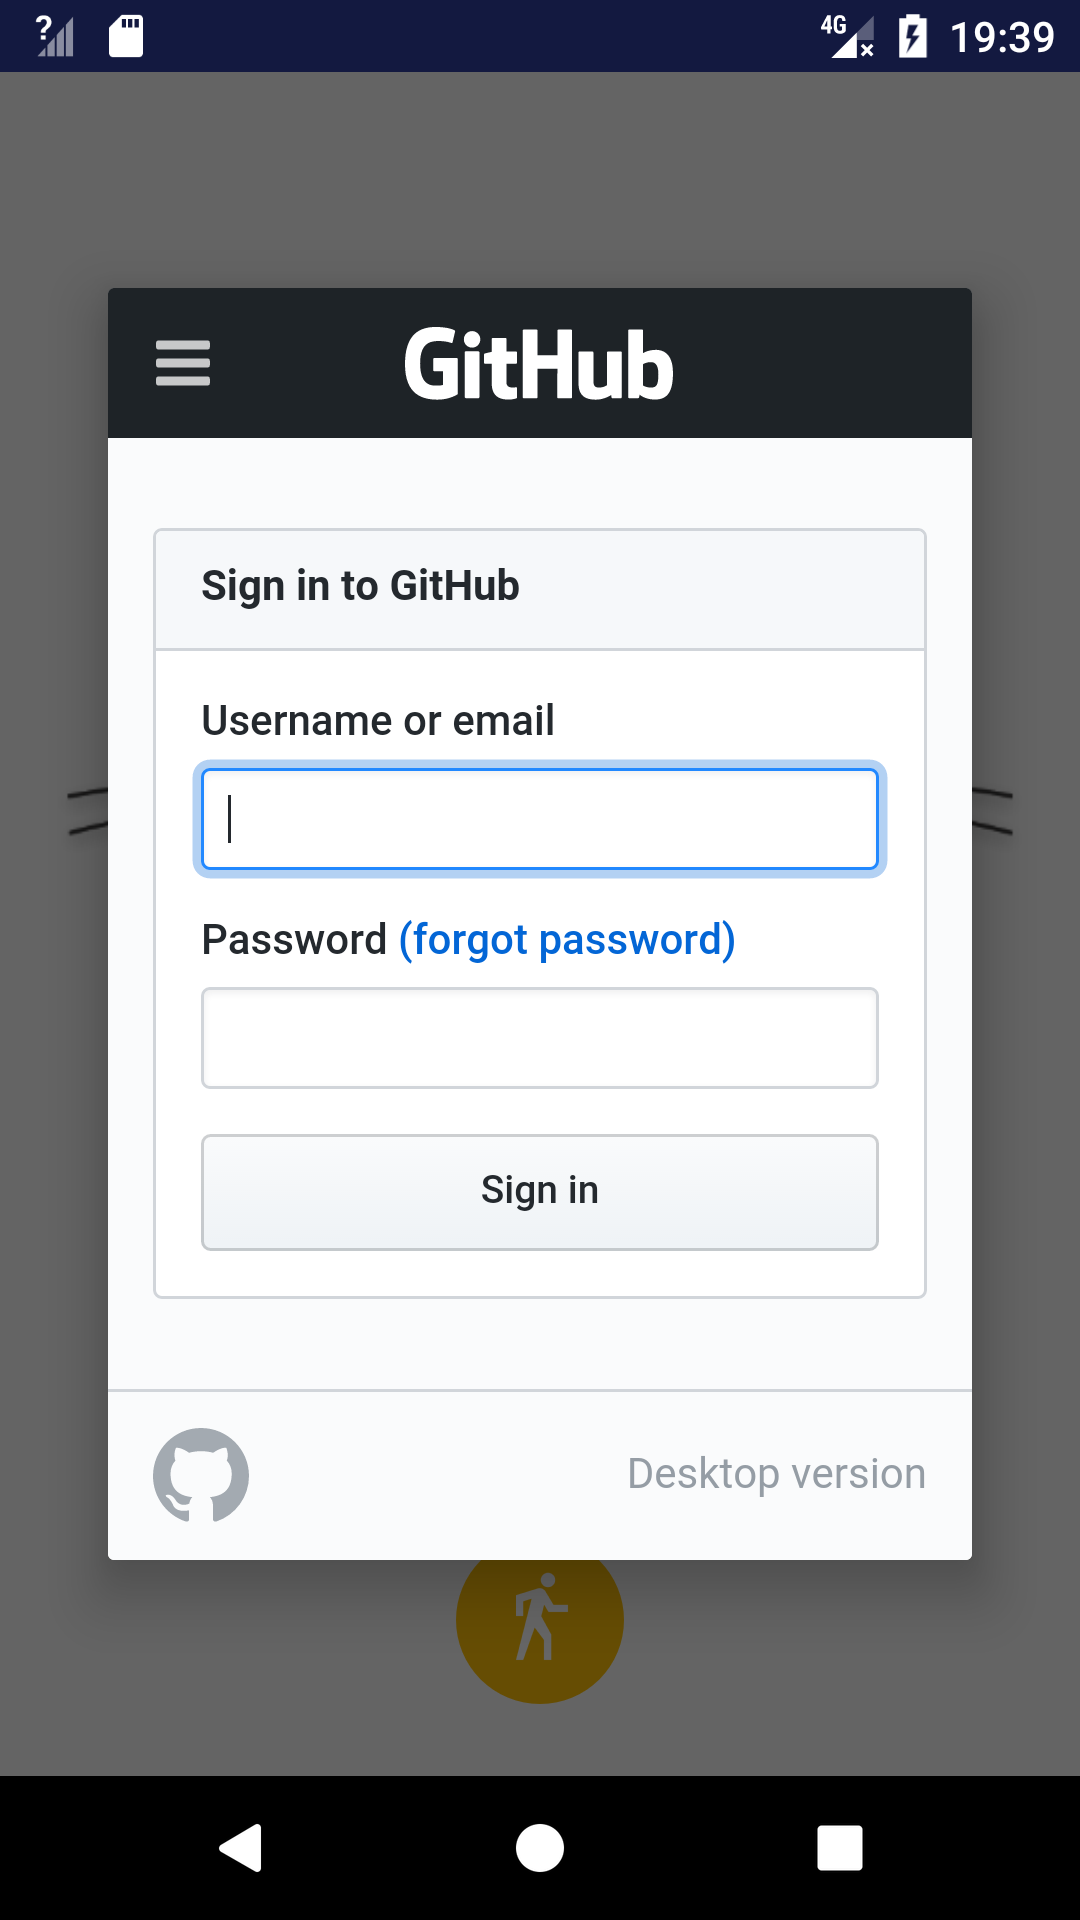 4G 19:39
GitHub
Sign in to GitHub
Username or email
Password (forgot password)
Sign in
Desktop version